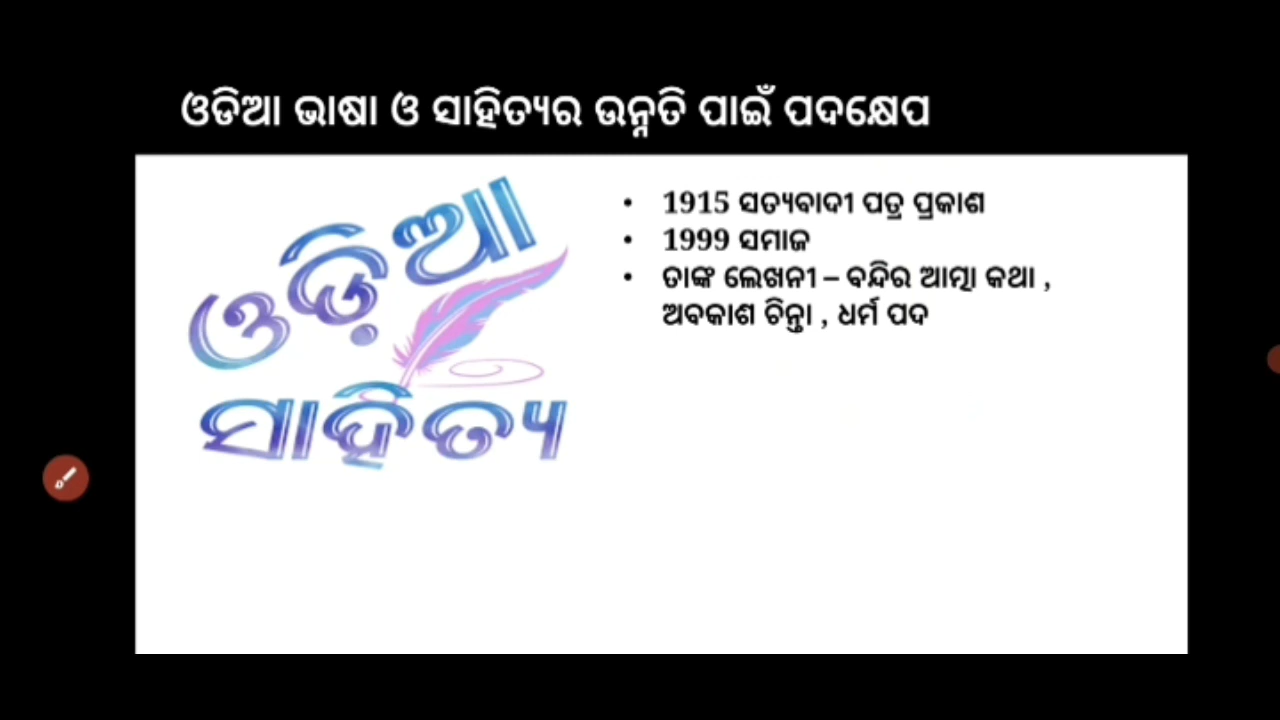 ଓଡିଆ ଭାଷା ଓ ସାହିତ୍ୟର ଉନ୍ନତି ପାଇଁ ପଦକ୍ଷେପ
ଓଡ଼ିଆ
ସାହିତ୍ୟ
• 1915 ସତ୍ୟବାଦୀ ପତ୍ର ପ୍ରକାଶ
• 1999 ସମାଜ
• ତାଙ୍କ ଲେଖନୀ – ବନ୍ଦିର ଆତ୍ମା କଥା ,
ଅବକାଶ ଚିନ୍ତା , ଧର୍ମ ପଦ